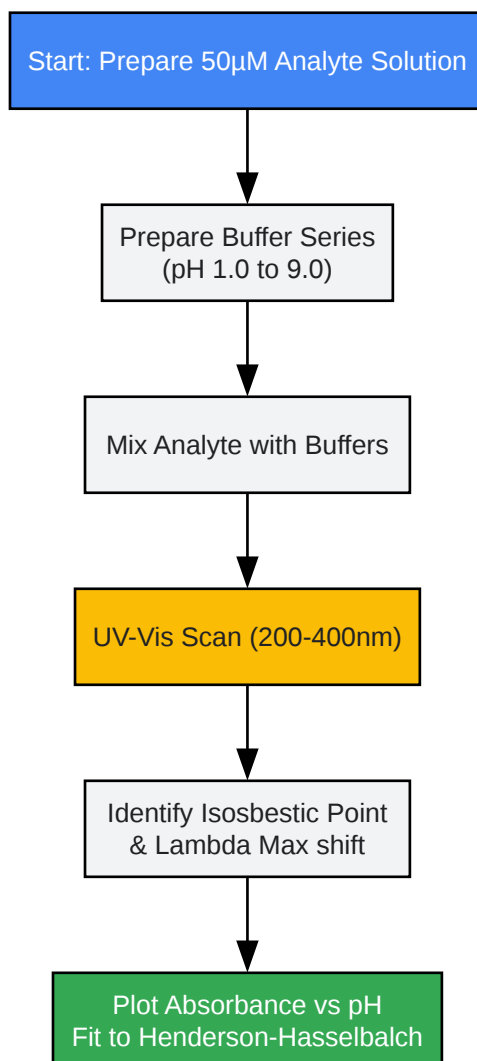 Start: Prepare 50µM Analyte Solution
Prepare Buffer Series
(pH 1.0 to 9.0)
Mix Analyte with Buffers
UV-Vis Scan (200-400nm)
Identify Isosbestic Point
& Lambda Max shift
Plot Absorbance vs pH
Fit to Henderson-Hasselbalch